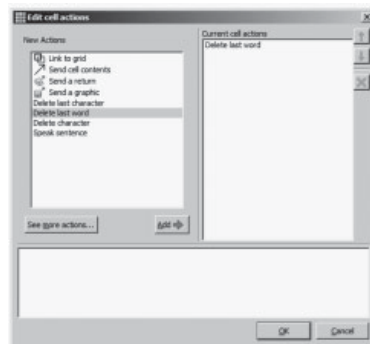 Edit cell actions
New Actions
Link to grid
Send cell contents
Send a return
Send a graphic
Delete last character
Delete last word
Delete character
Speak sentence
See more actions...
Add
Current cell actions
Delete last word
OK
Cancel